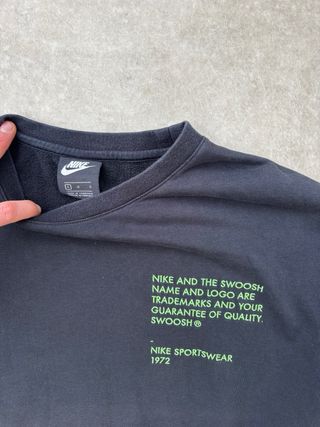 NIKE
L
NIKE AND THE SWOOSH
NAME AND LOGO ARE
TRADEMARKS AND YOUR
GUARANTEE OF QUALITY.
SWOOSH®
-
NIKE SPORTSWEAR
1972